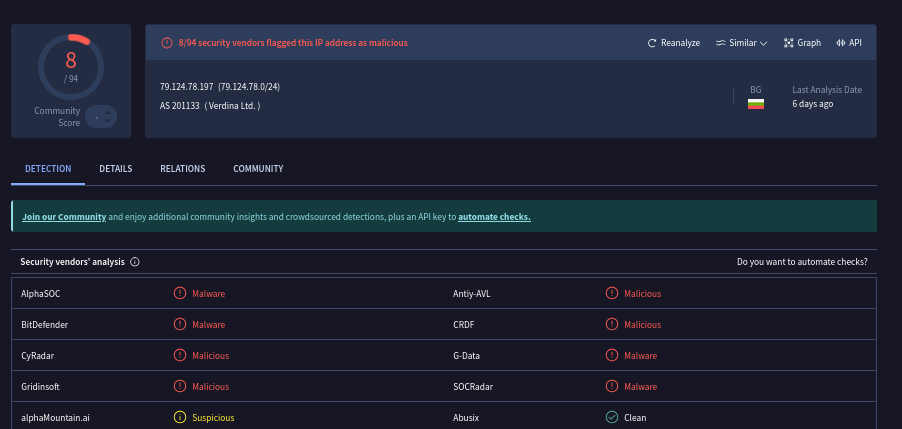 8
/ 94
Community
Score
-
8/94 security vendors flagged this IP address as malicious
Reanalyze
Similar
Graph
API
79.124.78.197 (79.124.78.0/24)
AS 201133 ( Verdina Ltd. )
BG
Last Analysis Date
6 days ago
DETECTION DETAILS RELATIONS COMMUNITY
Join our Community and enjoy additional community insights and crowdsourced detections, plus an API key to automate checks.
Security vendors' analysis
Do you want to automate checks?
AlphaSOC Malware Antiy-AVL Malicious
BitDefender Malware CRDF Malicious
CyRadar Malicious G-Data Malware
Gridinsoft Malicious SOCRadar Malware
alphaMountain.ai Suspicious Abusix Clean